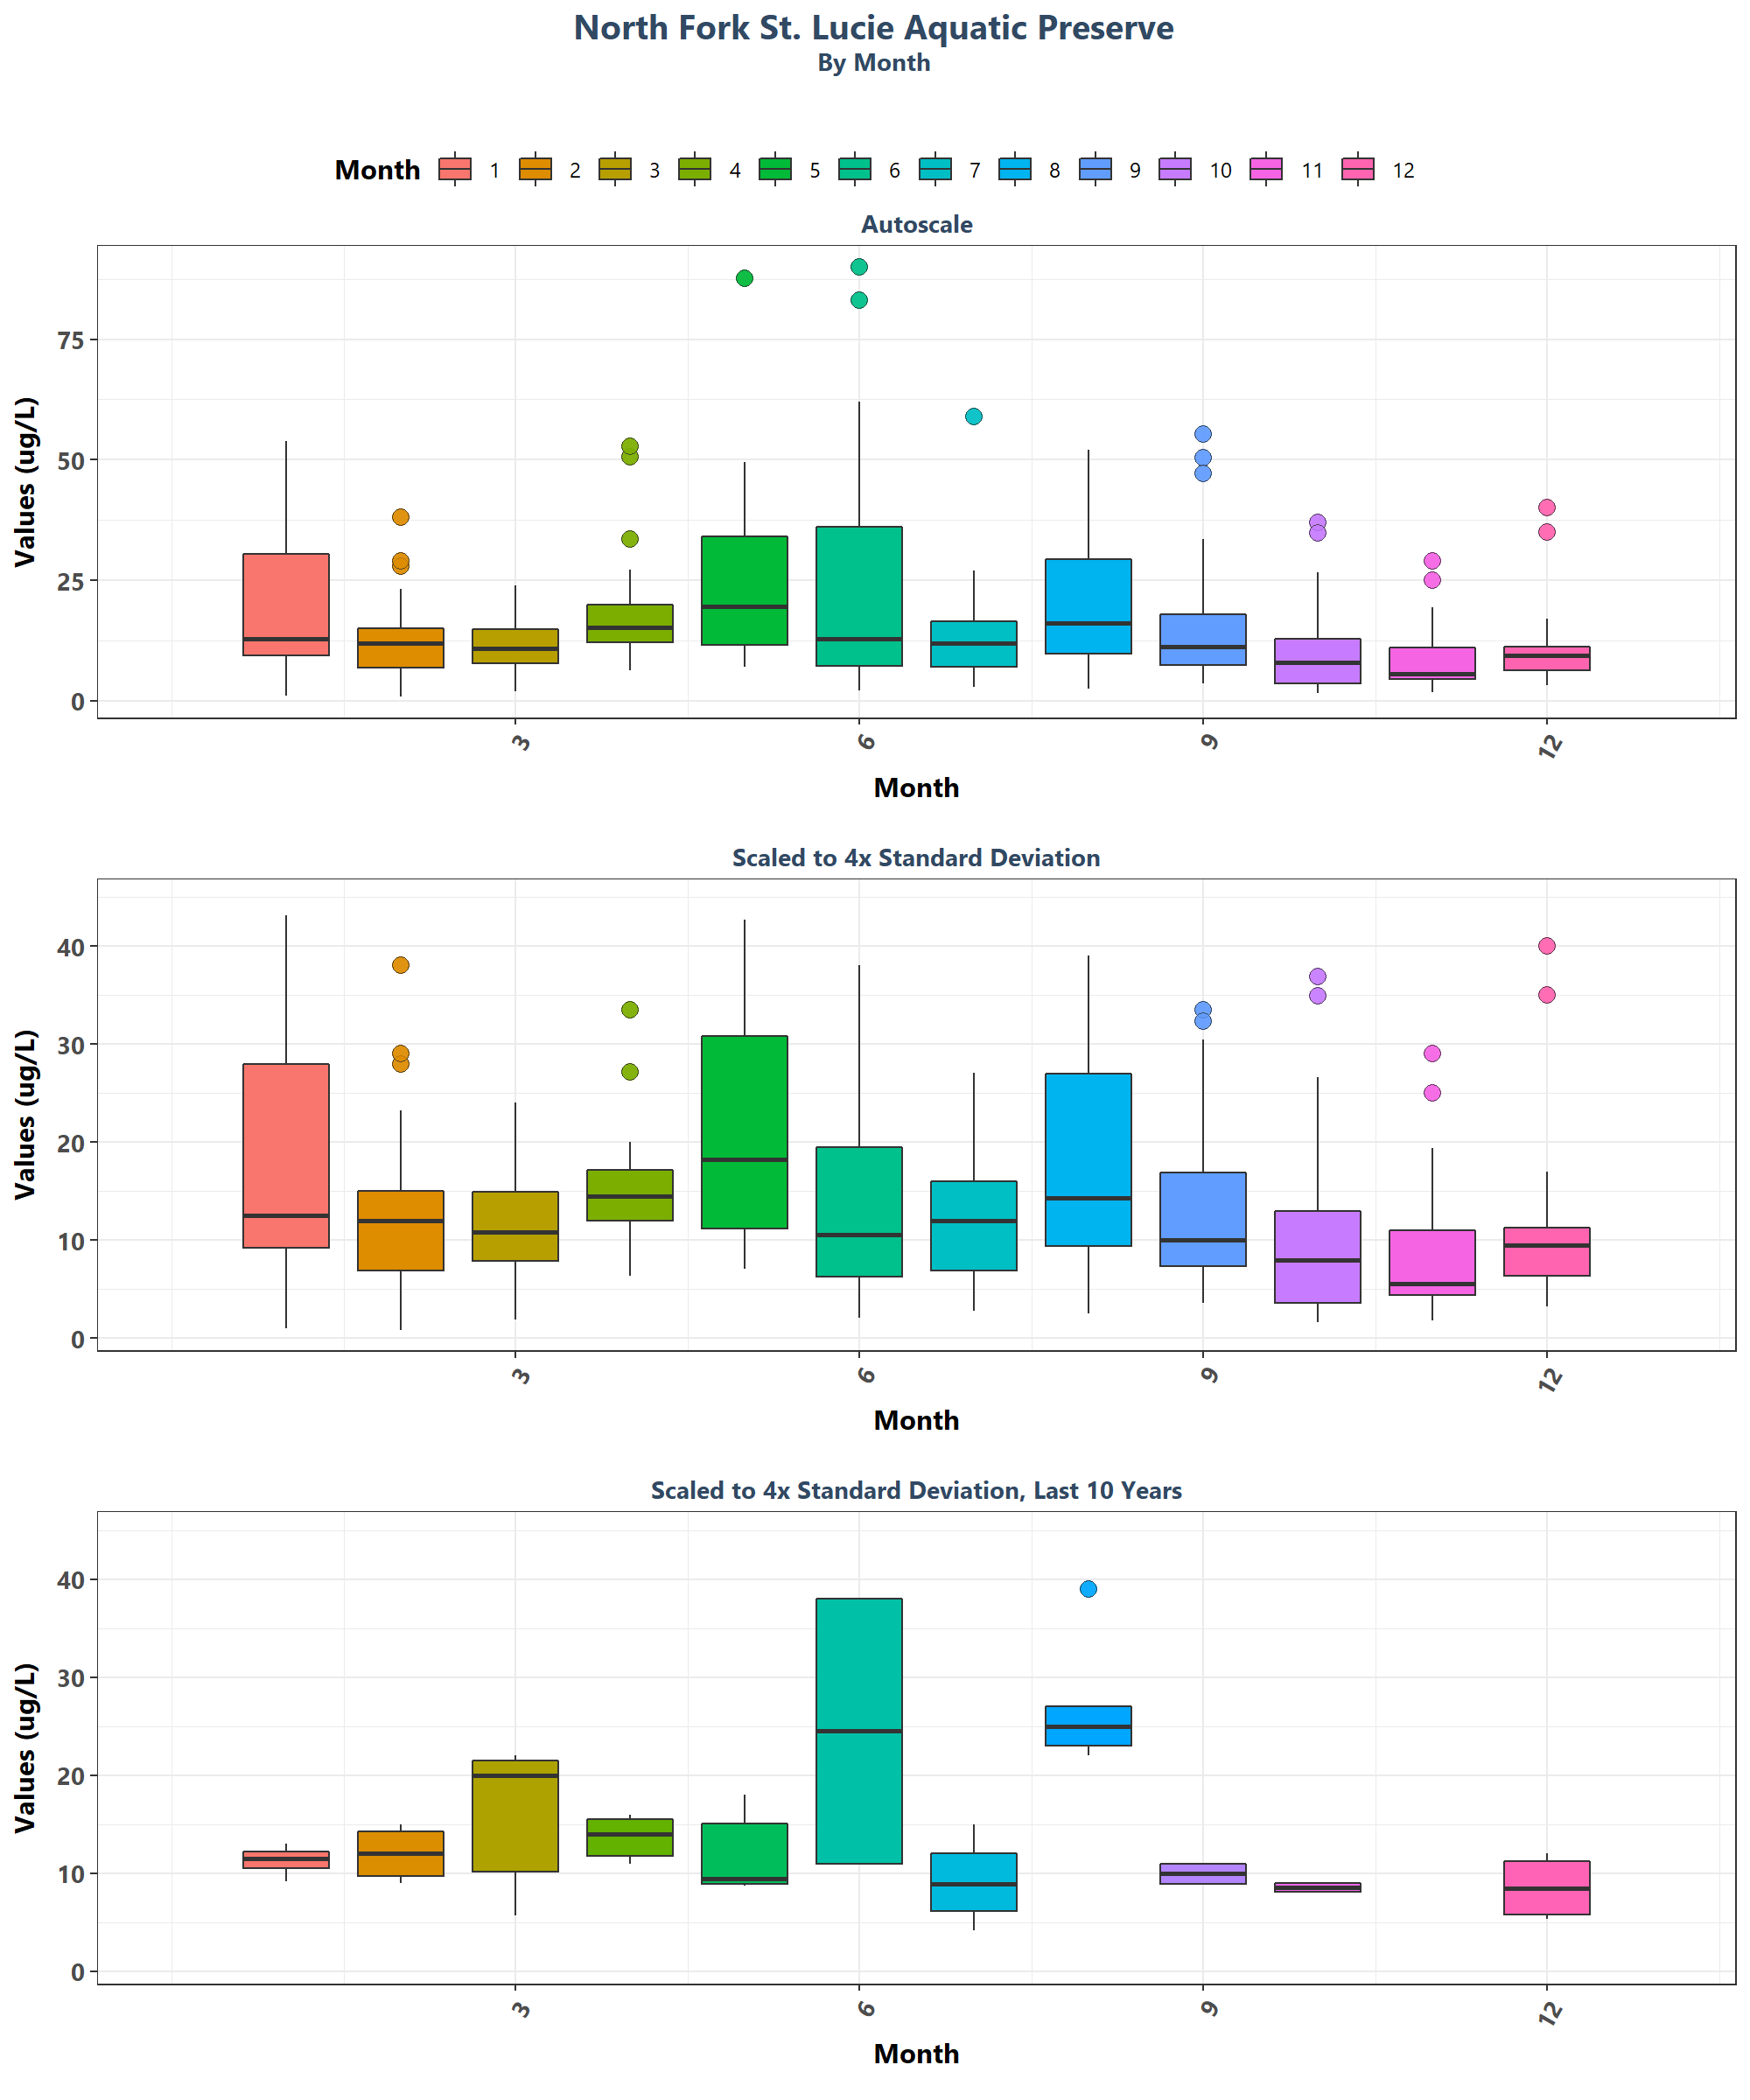 North Fork St. Lucie Aquatic Preserve
By Month
Month 1 2 3 4 5 6 7 8 9 10 11 12
Autoscale
Values (ug/L)
75
50
25
0
3 6 9 12
Month
Scaled to 4x Standard Deviation
Values (ug/L)
40
30
20
10
0
3 6 9 12
Month
Scaled to 4x Standard Deviation, Last 10 Years
Values (ug/L)
40
30
20
10
0
3 6 9 12
Month